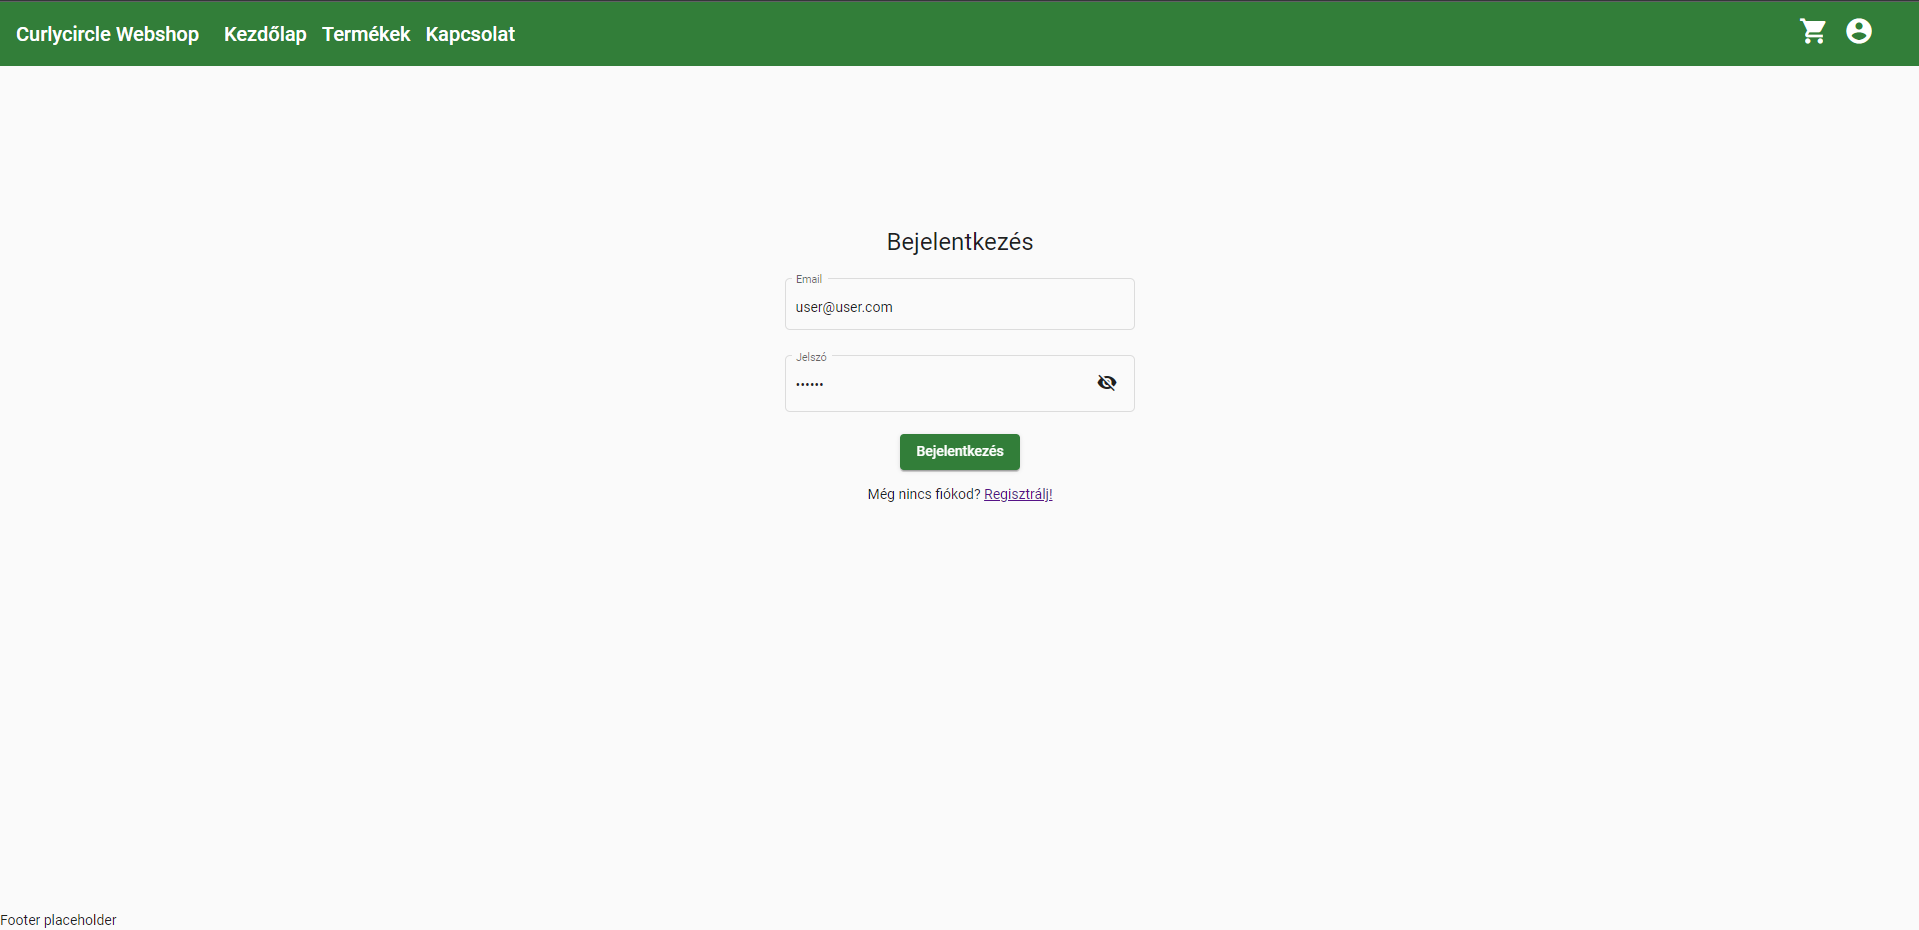 Curlycircle Webshop Kezdőlap Termékek Kapcsolat
Bejelentkezés
Email
user@user.com
Jelszó
••••••
Bejelentkezés
Még nincs fiókod? Regisztrálj!
Footer placeholder